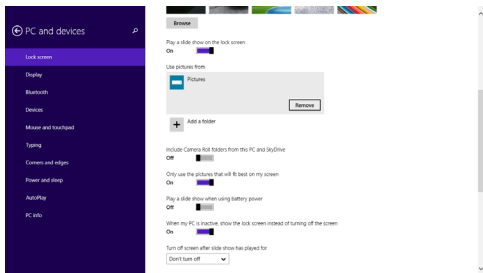 PC and devices
Lock screen
Display
Bluetooth
Devices
Mouse and touchpad
Typing
Corners and edges
Power and sleep
AutoPlay
PC info
Browse
Play a slide show on the lock screen
On
Use pictures from
Pictures
Remove
Add a folder
Include Camera Roll folders from this PC and SkyDrive
Off
Only use the pictures that will fit best on my screen
On
Play a slide show when using battery power
Off
When my PC is inactive, show the lock screen instead of turning off the screen
On
Turn off screen after slide show has played for
Don't turn off